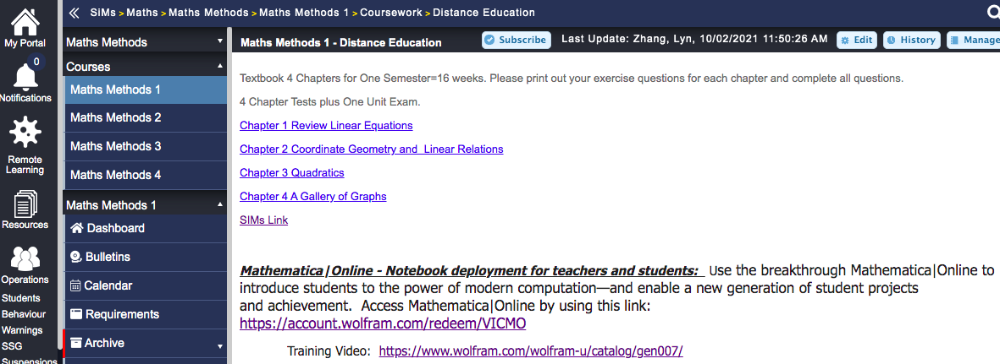 SiMs > Maths > Maths Methods > Maths Methods 1 > Coursework > Distance Education
My Portal
0
Notifications
Remote
Learning
Resources
Operations
Students
Behaviour
Warnings
SSG
Suspensions
Maths Methods
Courses
Maths Methods 1
Maths Methods 2
Maths Methods 3
Maths Methods 4
Maths Methods 1
Dashboard
Bulletins
Calendar
Requirements
Archive
Maths Methods 1 - Distance Education
Subscribe
Last Update: Zhang, Lyn, 10/02/2021 11:50:26 AM
Edit
History
Manage
Textbook 4 Chapters for One Semester=16 weeks. Please print out your exercise questions for each chapter and complete all questions.
4 Chapter Tests plus One Unit Exam.
Chapter 1 Review Linear Equations
Chapter 2 Coordinate Geometry and  Linear Relations
Chapter 3 Quadratics
Chapter 4 A Gallery of Graphs
SIMs Link
Mathematica|Online - Notebook deployment for teachers and students:  Use the breakthrough Mathematica|Online to
introduce students to the power of modern computation—and enable a new generation of student projects
and achievement.  Access Mathematica|Online by using this link:
https://account.wolfram.com/redeem/VICMO
Training Video:  https://www.wolfram.com/wolfram-u/catalog/gen007/